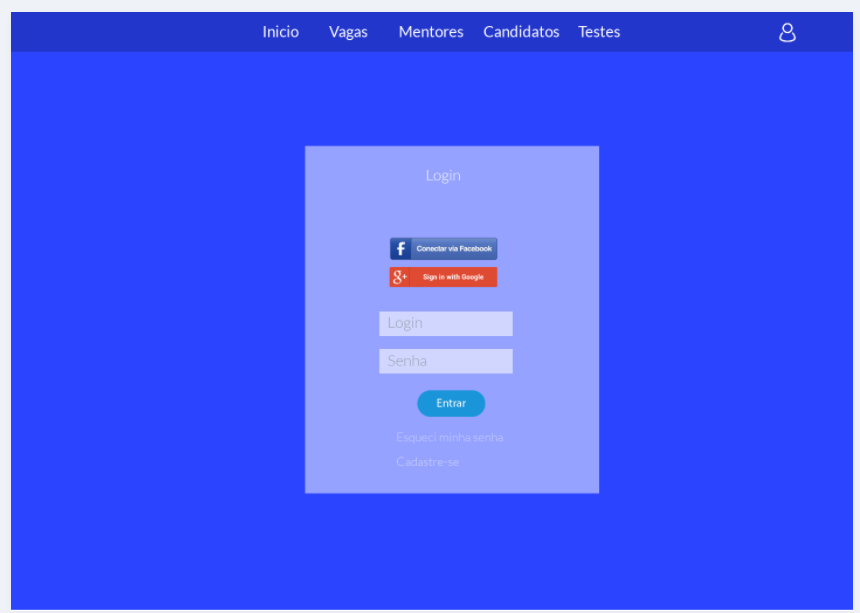 Inicio Vagas Mentores Candidatos Testes
Login
f Conectar via Facebook
g+ Sign in with Google
Login
Senha
Entrar
Esqueci minha senha
Cadastre-se